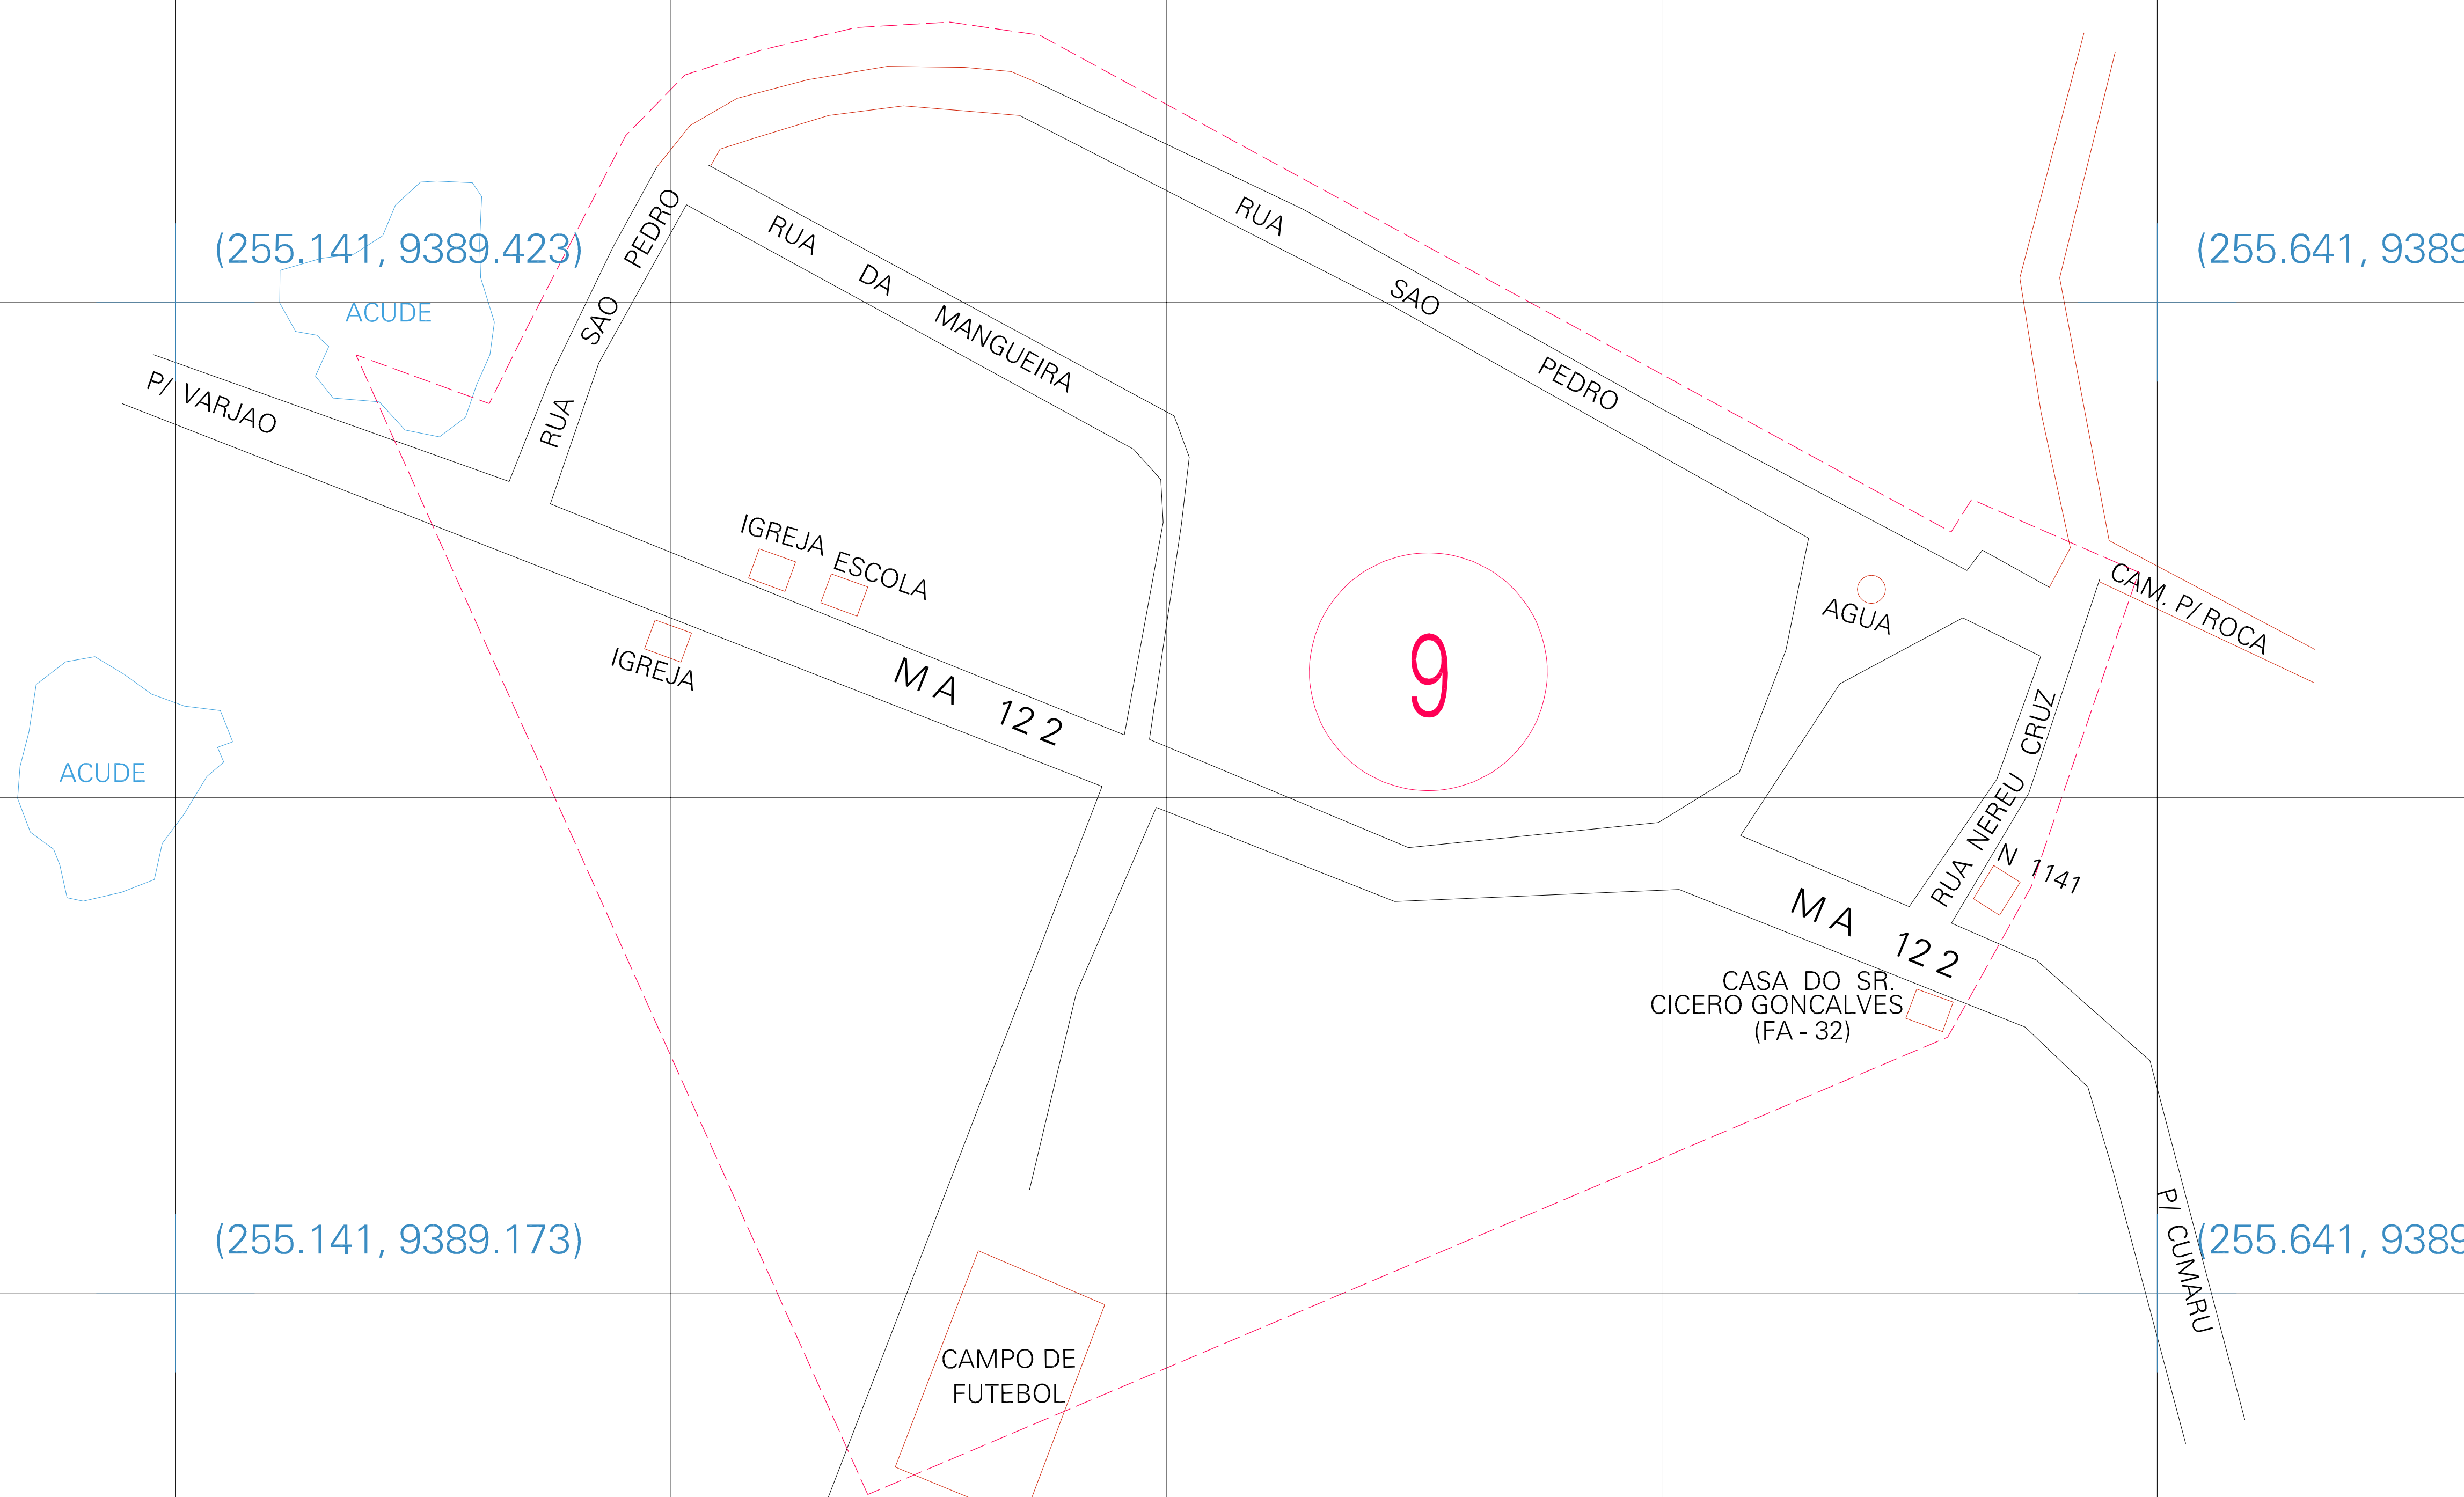 RUA
SAO
PEDRO
(255.141, 9389.423)
(255.641, 9389
ACUDE
P/ VARJAO
RUA SAO PEDRO
RUA DA MANGUEIRA
IGREJA
ESCOLA
IGREJA
AGUA
CAM. P/ ROCA
9
MA 122
ACUDE
RUA NEREU CRUZ
N 1141
MA 122
CASA DO SR.
CICERO GONCALVES
(FA - 32)
(255.141, 9389.173)
P/ CUMARU
(255.641, 9389
CAMPO DE
FUTEBOL